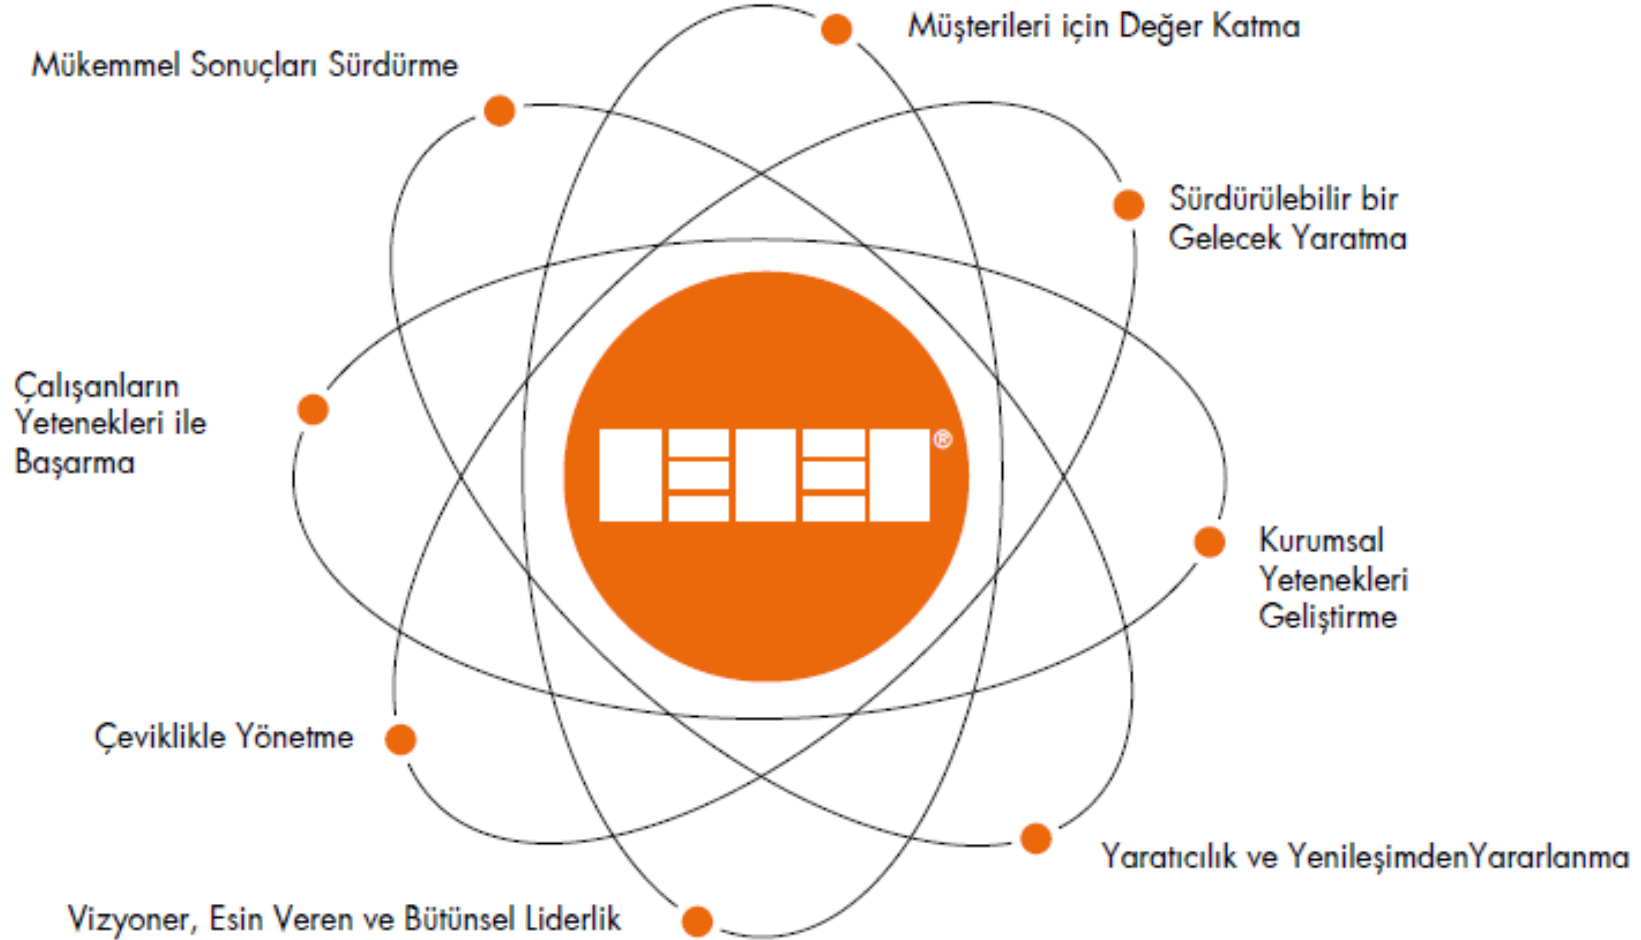 Müşterileri için Değer Katma
Mükemmel Sonuçları Sürdürme
Sürdürülebilir bir
Gelecek Yaratma
Çalışanların
Yetenekleri ile
Başarma
®
Kurumsal
Yetenekleri
Geliştirme
Çeviklikle Yönetme
Yaratıcılık ve YenileşimdenYararlanma
Vizyoner, Esin Veren ve Bütünsel Liderlik